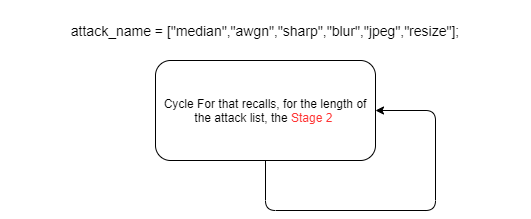 attack_name = ["median","awgn","sharp","blur","jpeg","resize"];
Cycle For that recalls, for the length of
the attack list, the Stage 2